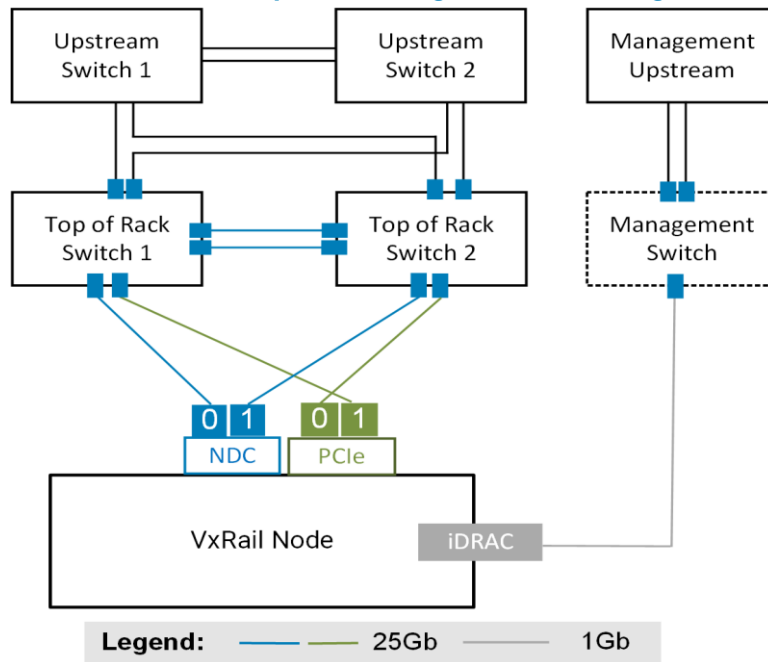 Upstream
Switch 1
Upstream
Switch 2
Management
Upstream
Top of Rack
Switch 1
Top of Rack
Switch 2
Management
Switch
0 1
0 1
NDC
PCIe
VxRail Node
iDRAC
Legend: 25Gb 1Gb